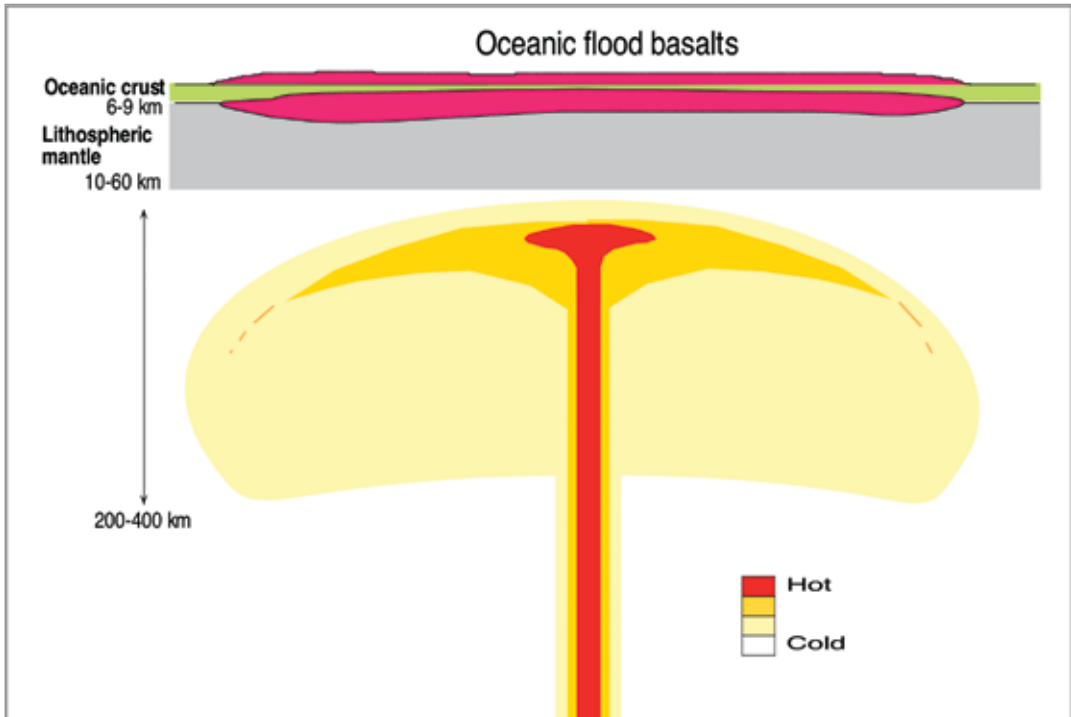 Oceanic flood basalts
Oceanic crust
6-9 km
Lithospheric
mantle
10-60 km
200-400 km
Hot
Cold